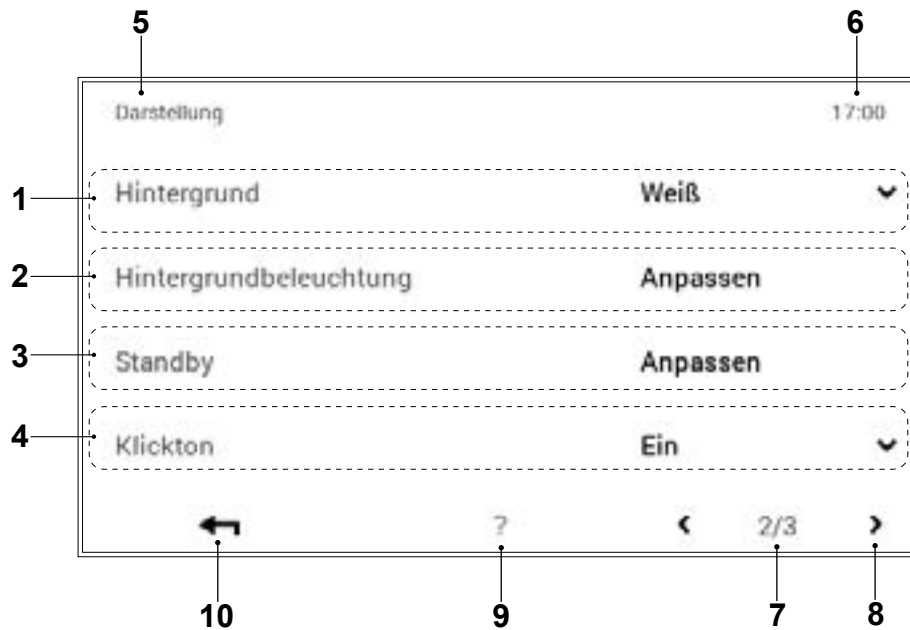 5 6
Darstellung 17:00
1 Hintergrund Weiß
2 Hintergrundbeleuchtung Anpassen
3 Standby Anpassen
4 Klickton Ein
? 2/3
10 9 7 8